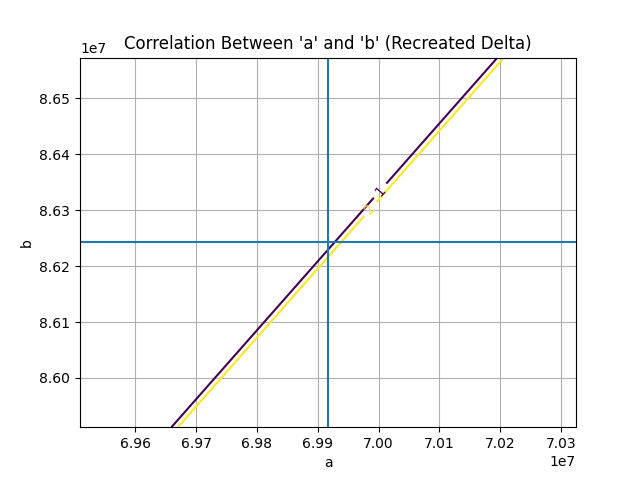 Correlation Between 'a' and 'b' (Recreated Delta)
1e7
8.65
8.64
8.63
8.62
8.61
8.60
b
1
6.96 6.97 6.98 6.99 7.00 7.01 7.02 7.03
a
1e7